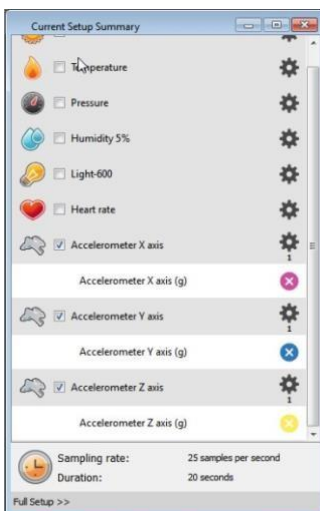 Current Setup Summary
Temperature
Pressure
Humidity 5%
Light-600
Heart rate
Accelerometer X axis
1
Accelerometer X axis (g)
Accelerometer Y axis
1
Accelerometer Y axis (g)
Accelerometer Z axis
1
Accelerometer Z axis (g)
Sampling rate: 25 samples per second
Duration: 20 seconds
Full Setup >>